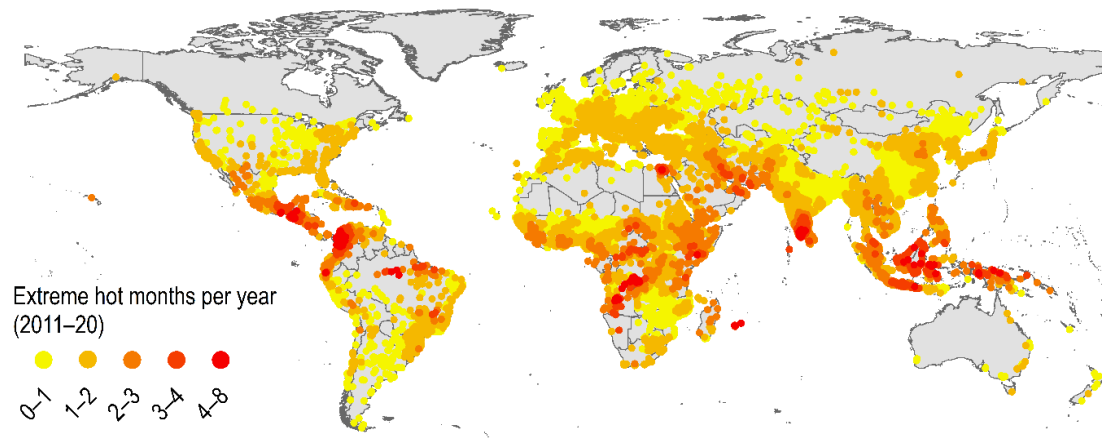 Extreme hot months per year
(2011–20)
0–1 1–2 2–3 3–4 4–8